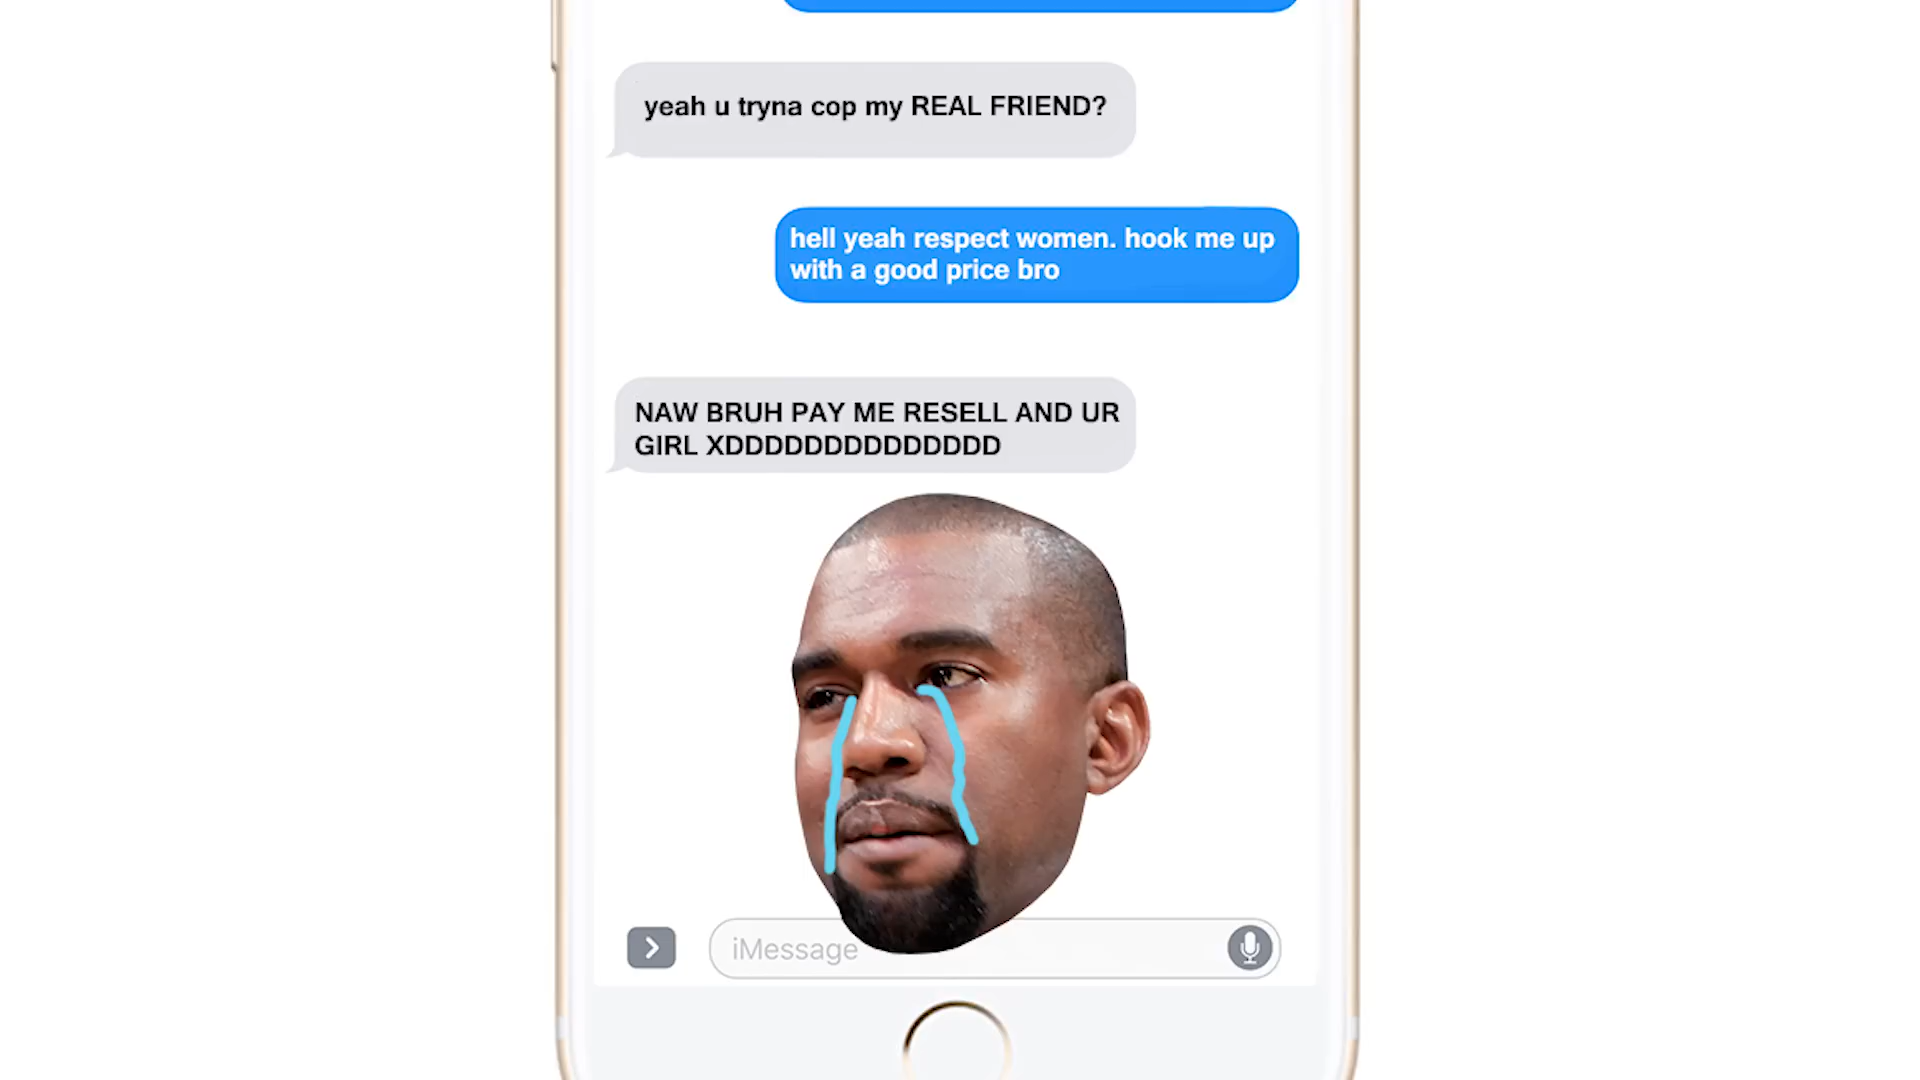 yeah u tryna cop my REAL FRIEND?
hell yeah respect women. hook me up
with a good price bro
NAW BRUH PAY ME RESELL AND UR
GIRL XDDDDDDDDDDDDDD
iMessage